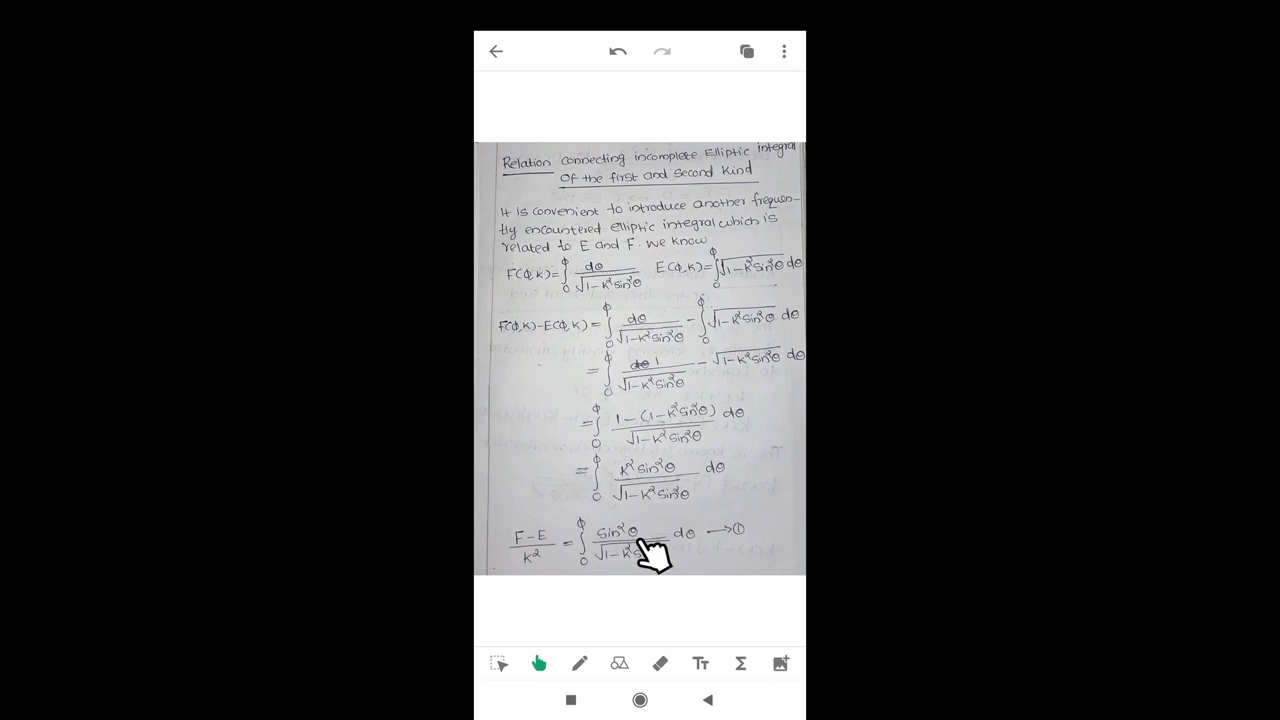 Relation connecting incomplete Elliptic integral
Of the first and second Kind
It is convenient to introduce another frequen-
tly encountered elliptic integral which is
related to E and F. we know
F(ϕ,K)=∫₀^ϕ dθ/√(1-K²sin²θ) E(ϕ,K)=∫₀^ϕ √(1-K²sin²θ) dθ
F(ϕ,K)-E(ϕ,K)=∫₀^ϕ dθ/√(1-K²sin²θ) - ∫₀^ϕ √(1-K²sin²θ) dθ
=∫₀^ϕ 1/√(1-K²sin²θ) - √(1-K²sin²θ) dθ
=∫₀^ϕ (1-(1-K²sin²θ))/√(1-K²sin²θ) dθ
=∫₀^ϕ K²sin²θ/√(1-K²sin²θ) dθ
(F-E)/K² = ∫₀^ϕ sin²θ/√(1-K²s dθ →①
Tт
Σ